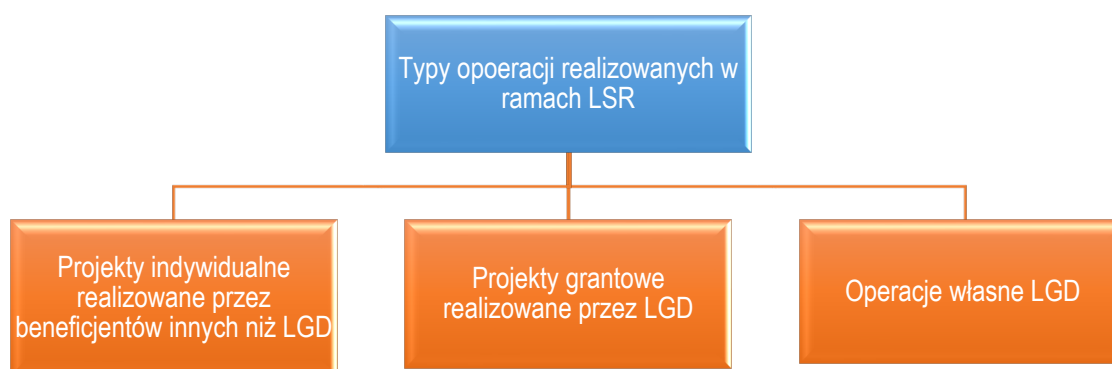 Typy opoeracji realizowanych w
ramach LSR
Projekty indywidualne
realizowane przez
beneficjentów innych niż LGD
Projekty grantowe
realizowane przez LGD
Operacje własne LGD